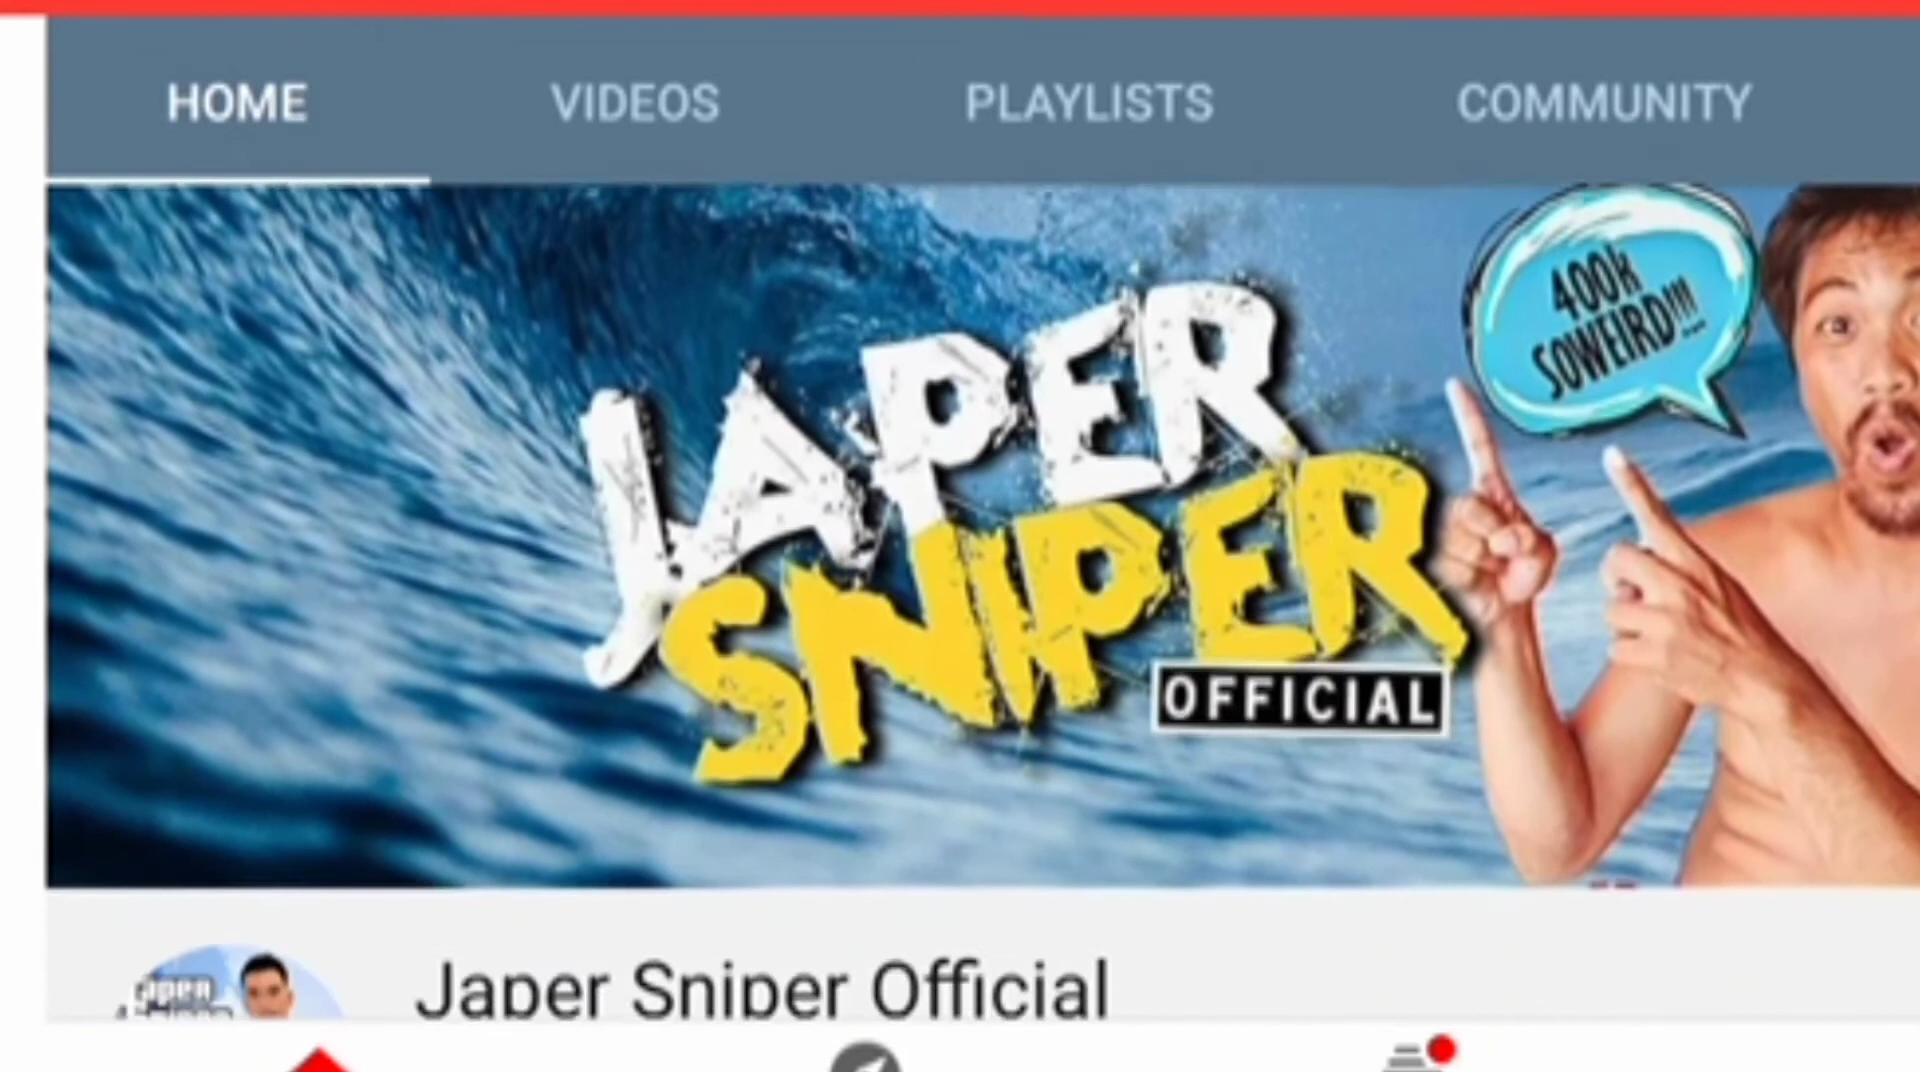 HOME VIDEOS PLAYLISTS COMMUNITY
400k
SOWEIRD!!!
JAPER
SNIPER
OFFICIAL
Japer Sniper Official